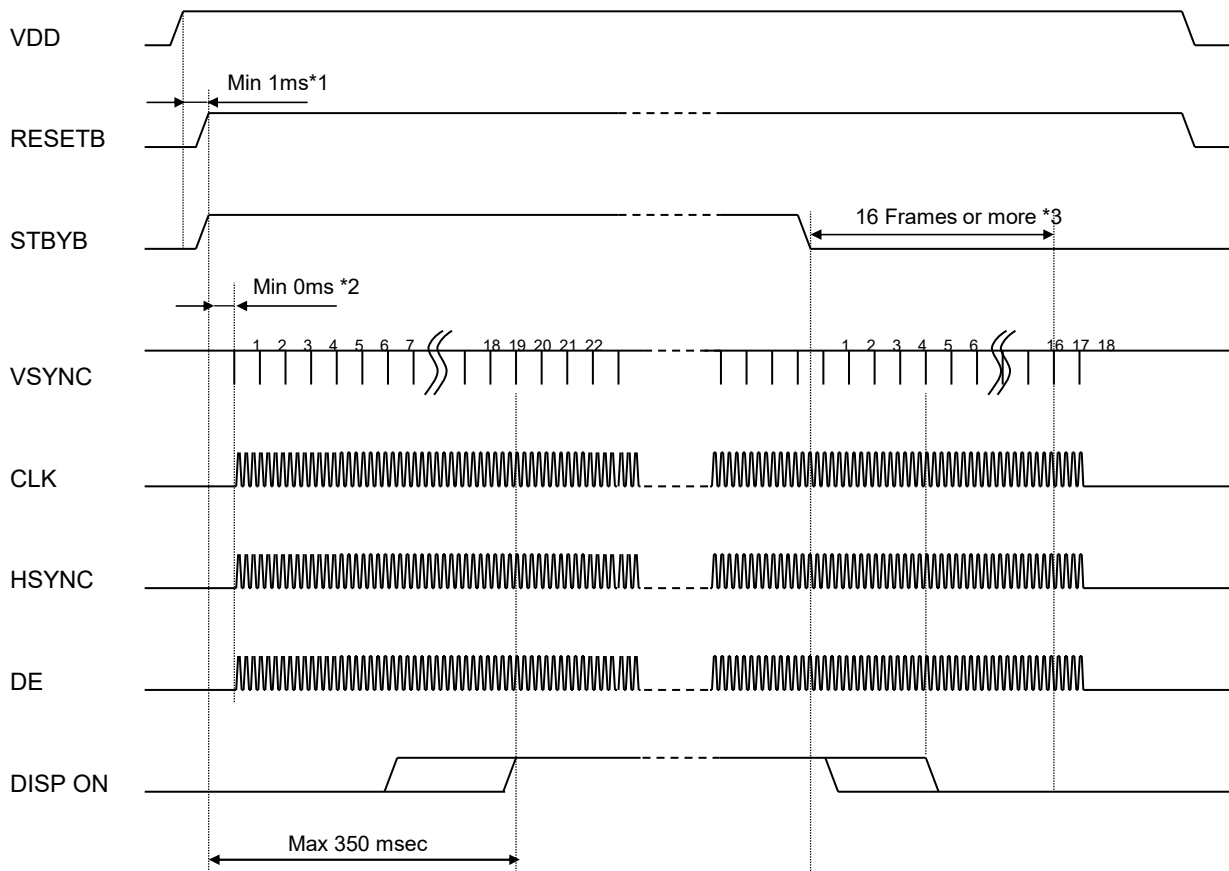 VDD
Min 1ms*1
RESETB
STBYB
16 Frames or more *3
Min 0ms *2
VSYNC
1 2 3 4 5 6 7 18 19 20 21 22 1 2 3 4 5 6 16 17 18
CLK
HSYNC
DE
DISP ON
Max 350 msec